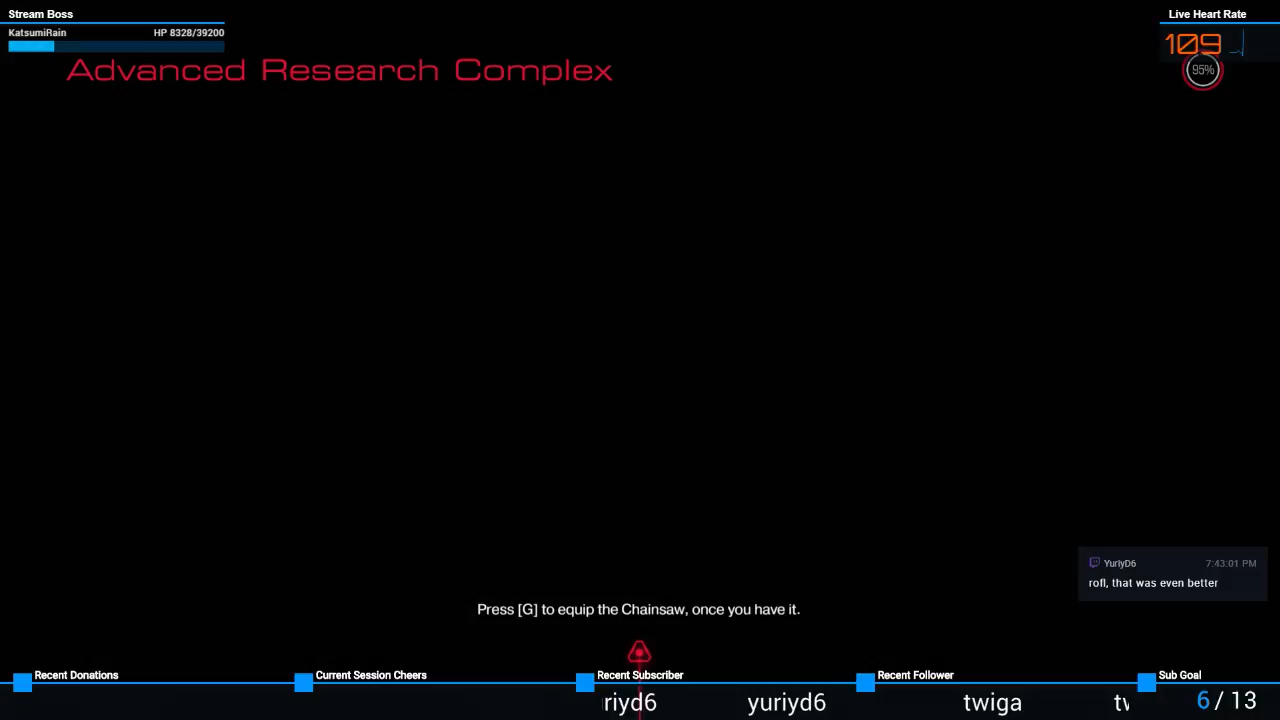 Stream Boss
KatsumiRain HP 8328/39200
Live Heart Rate
109
95%
Advanced Research Complex
YuriyD6 7:43:01 PM
rofl, that was even better
Press [G] to equip the Chainsaw, once you have it.
Recent Donations
Current Session Cheers
Recent Subscriber
riyd6 yuriyd6
Recent Follower
twiga tv
Sub Goal
6 / 13